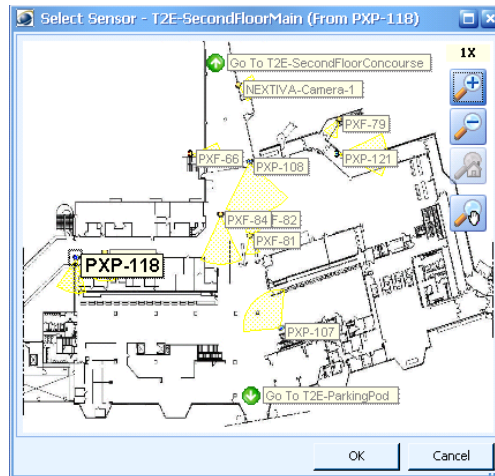 Select Sensor - T2E-SecondFloorMain (From PXP-118)
1X
Go To T2E-SecondFloorConcourse
NEXTIVA-Camera-1
PXF-79
PXF-66
PXP-108
PXP-121
PXF-84
F-82
PXF-81
PXP-118
PXP-107
Go To T2E-ParkingPod
OK
Cancel